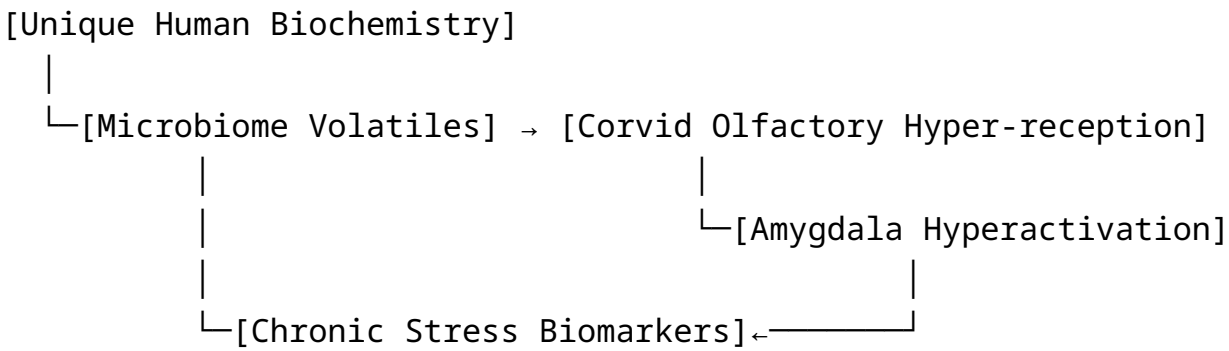 [Unique Human Biochemistry]
[Microbiome Volatiles] → [Corvid Olfactory Hyper-reception]
[Amygdala Hyperactivation]
[Chronic Stress Biomarkers]←